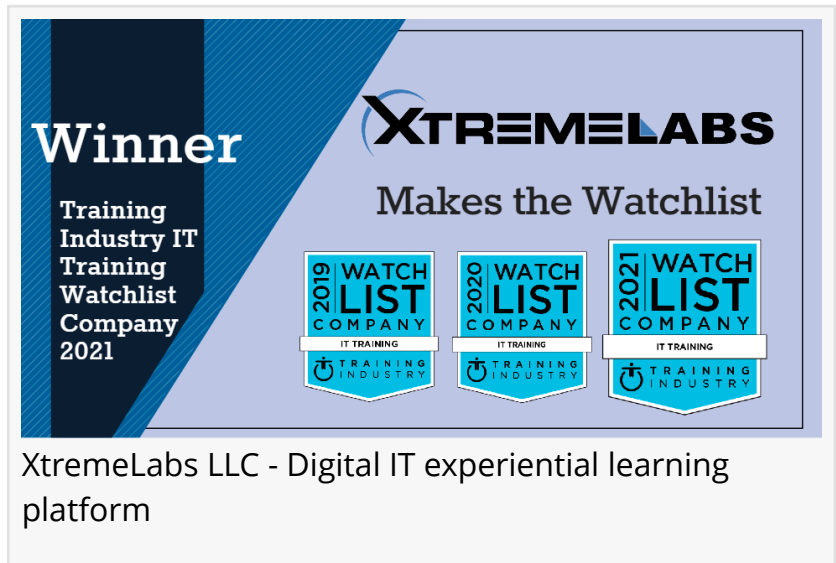 Winner
Training
Industry IT
Training
Watchlist
Company
2021
XTREMELABS
Makes the Watchlist
2019 WATCH
LIST
COMPANY
IT TRAINING
TRAINING
INDUSTRY
2020 WATCH
LIST
COMPANY
IT TRAINING
TRAINING
INDUSTRY
2021 WATCH
LIST
COMPANY
IT TRAINING
TRAINING
INDUSTRY
XtremeLabs LLC - Digital IT experiential learning
platform